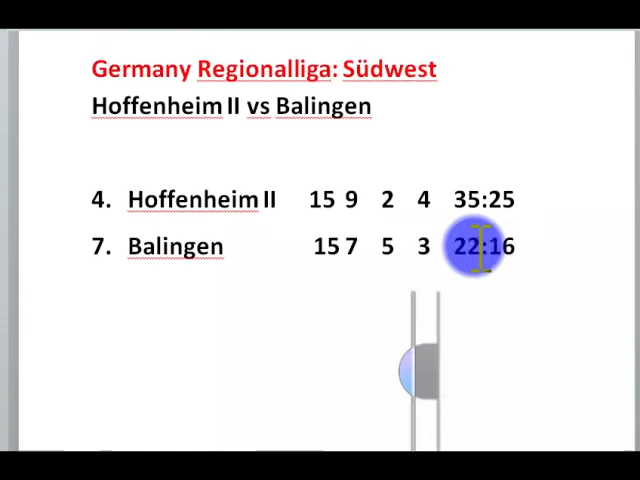 Germany Regionalliga: Südwest
Hoffenheim II vs Balingen
4. Hoffenheim II 15 9 2 4 35:25
7. Balingen 15 7 5 3 22:16